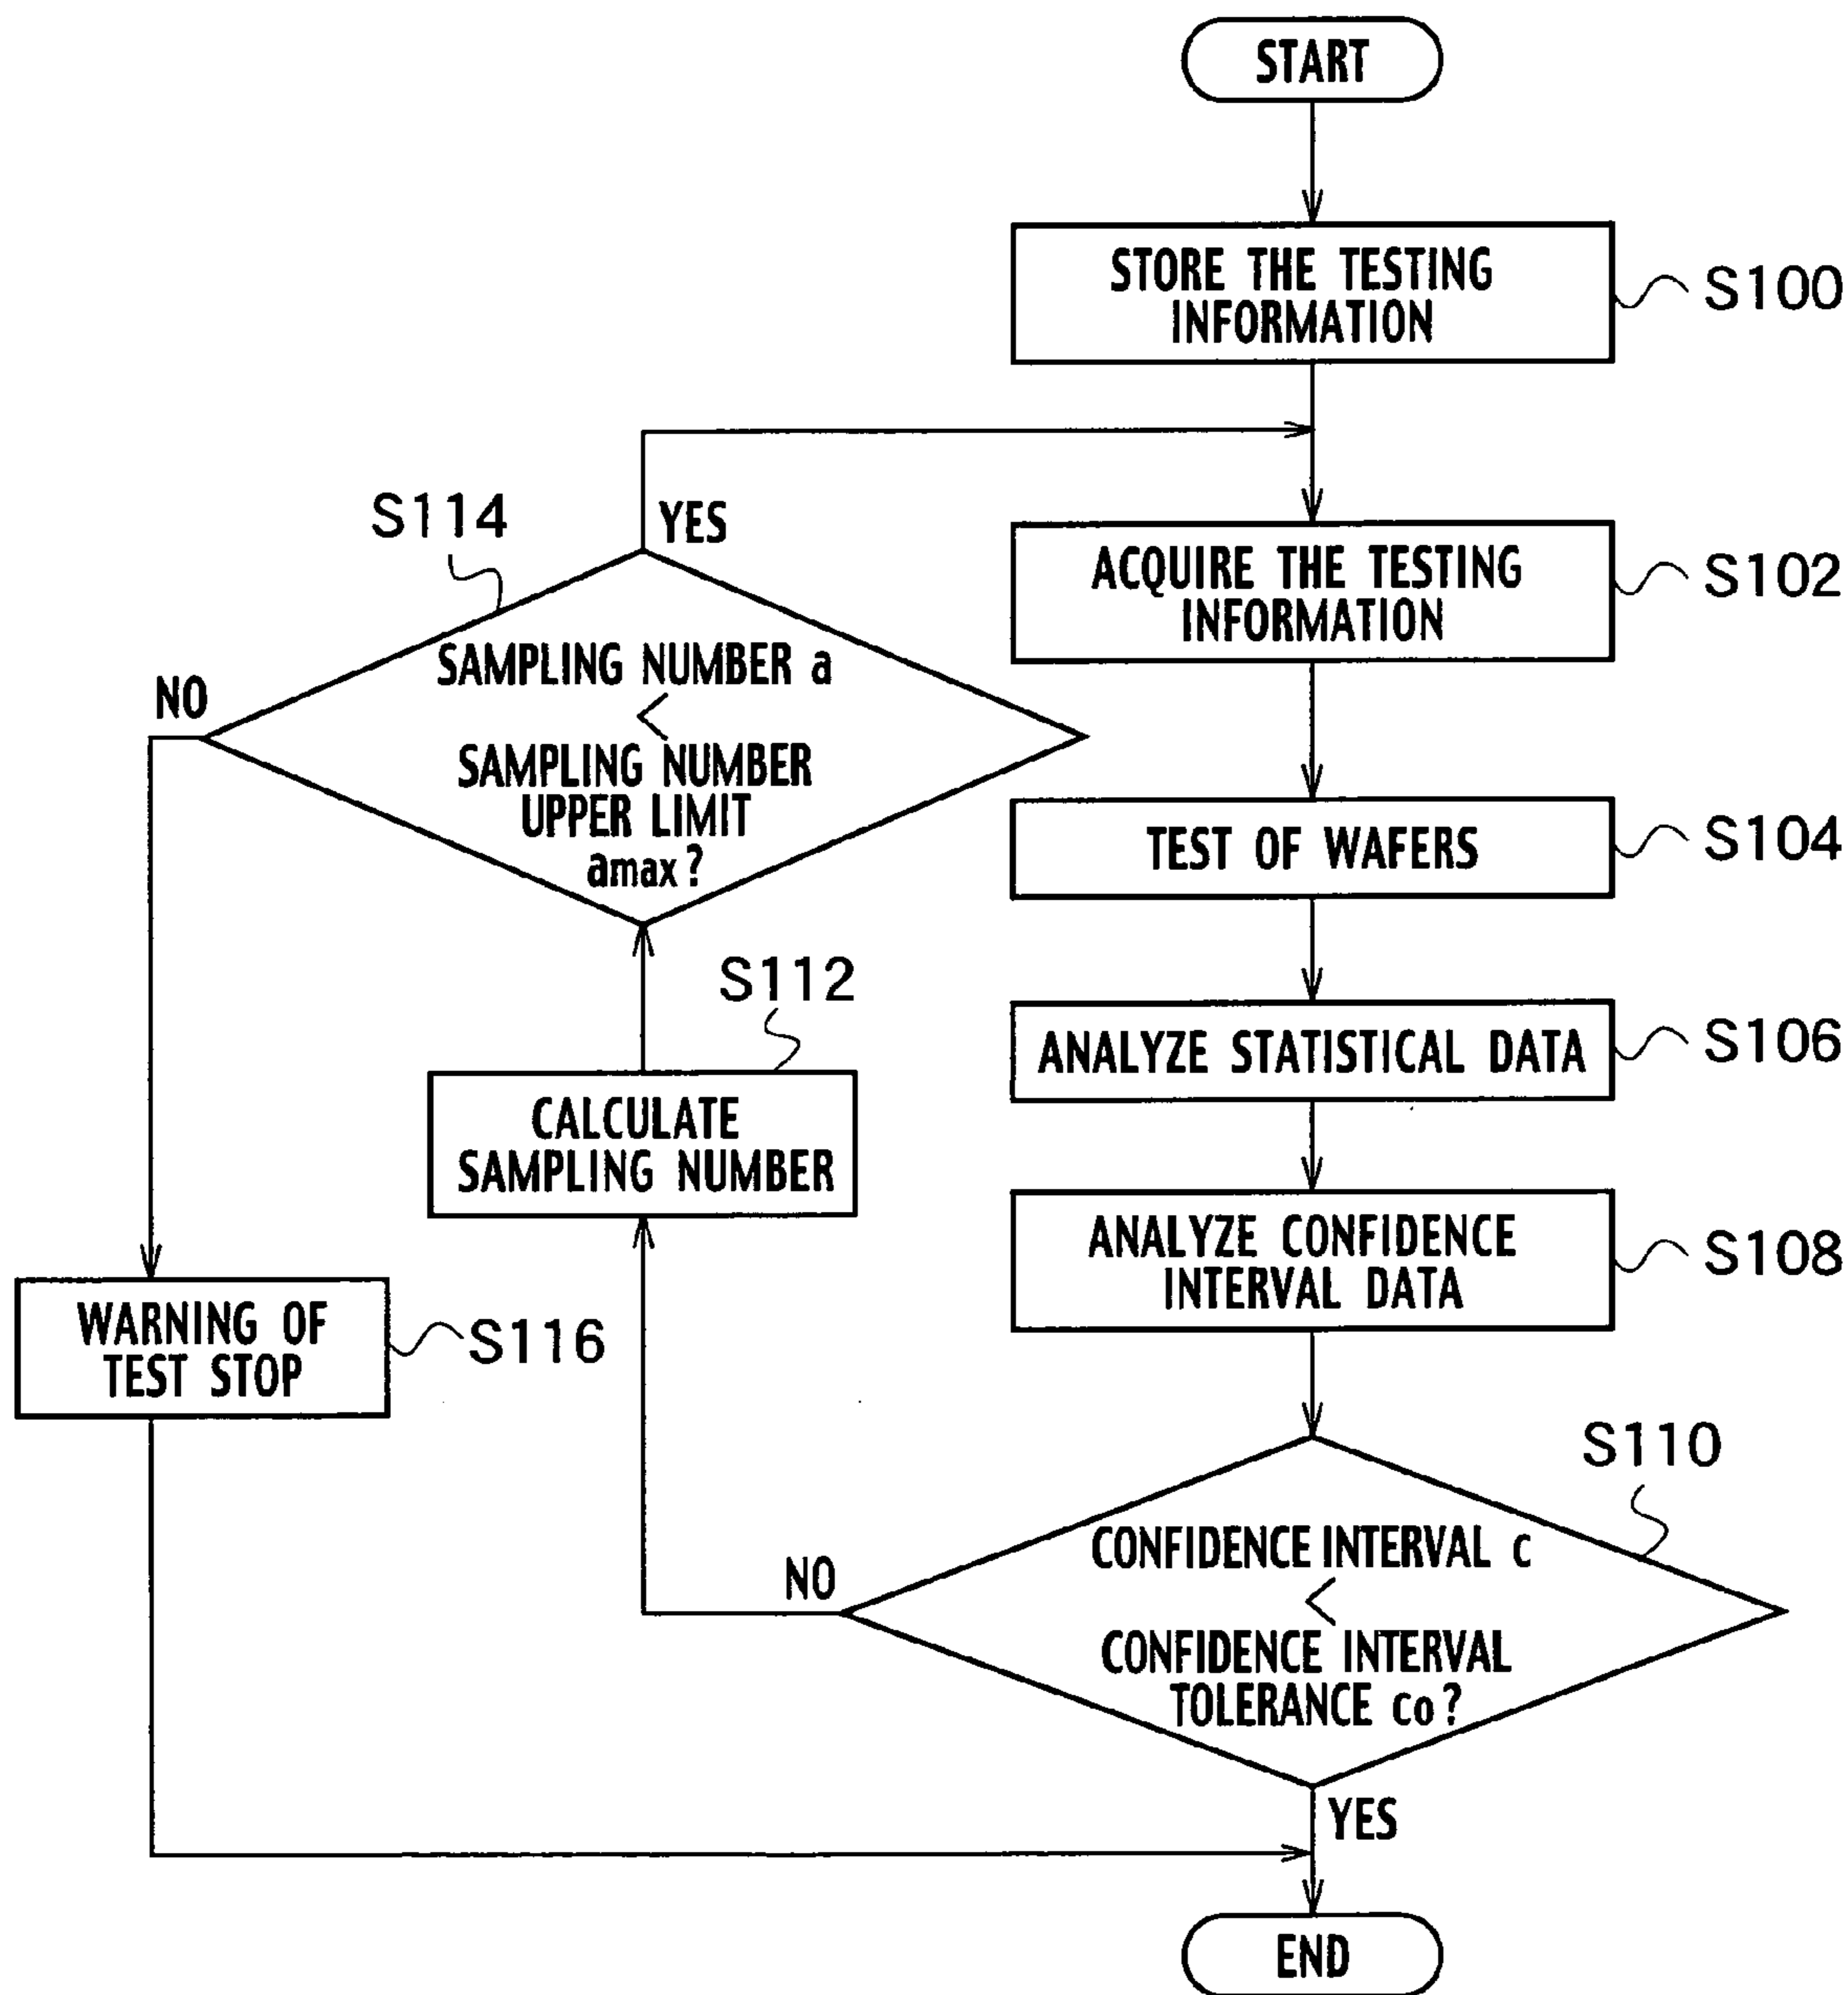 START
STORE THE TESTING
INFORMATION
S100
YES
S114
ACQUIRE THE TESTING
INFORMATION
S102
SAMPLING NUMBER a
<
SAMPLING NUMBER
UPPER LIMIT
amax?
NO
TEST OF WAFERS
S104
S112
ANALYZE STATISTICAL DATA
S106
CALCULATE
SAMPLING NUMBER
ANALYZE CONFIDENCE
INTERVAL DATA
S108
WARNING OF
TEST STOP
S116
S110
CONFIDENCE INTERVAL c
<
CONFIDENCE INTERVAL
TOLERANCE co?
NO
YES
END